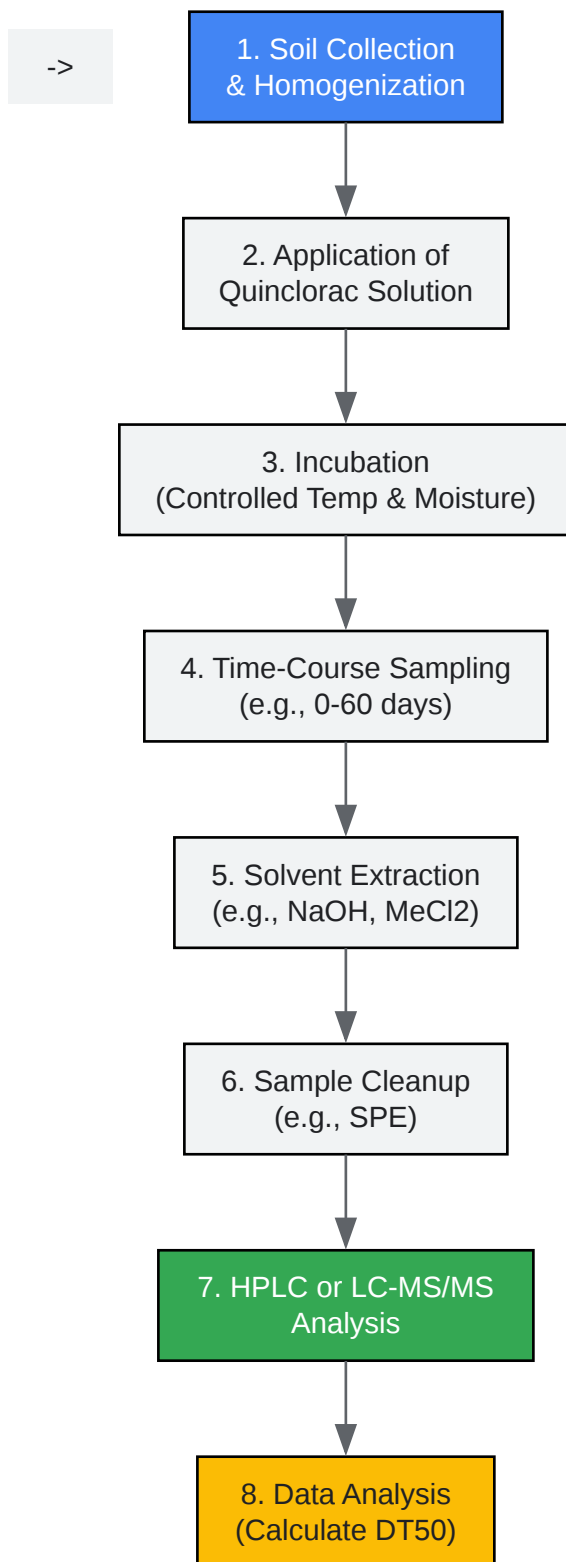 ->
1. Soil Collection
& Homogenization
2. Application of
Quinclorac Solution
3. Incubation
(Controlled Temp & Moisture)
4. Time-Course Sampling
(e.g., 0-60 days)
5. Solvent Extraction
(e.g., NaOH, MeCl2)
6. Sample Cleanup
(e.g., SPE)
7. HPLC or LC-MS/MS
Analysis
8. Data Analysis
(Calculate DT50)